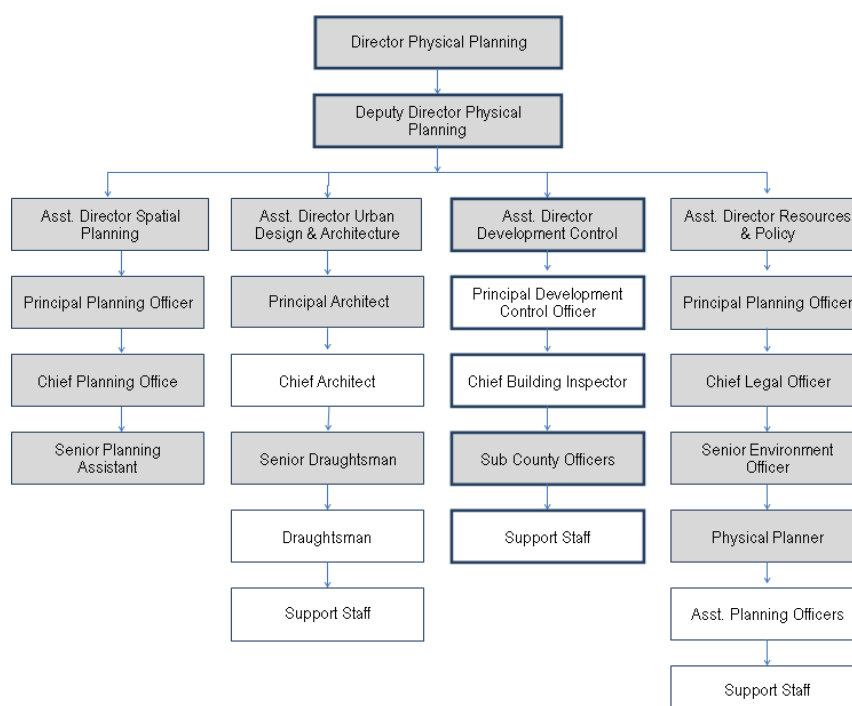 Director Physical Planning
Deputy Director Physical
Planning
Asst. Director Spatial
Planning
Asst. Director Urban
Design & Architecture
Asst. Director
Development Control
Asst. Director Resources
& Policy
Principal Planning Officer
Principal Architect
Principal Development
Control Officer
Principal Planning Officer
Chief Planning Office
Chief Architect
Chief Building Inspector
Chief Legal Officer
Senior Planning
Assistant
Senior Draughtsman
Sub County Officers
Senior Environment
Officer
Draughtsman
Support Staff
Physical Planner
Support Staff
Asst. Planning Officers
Support Staff